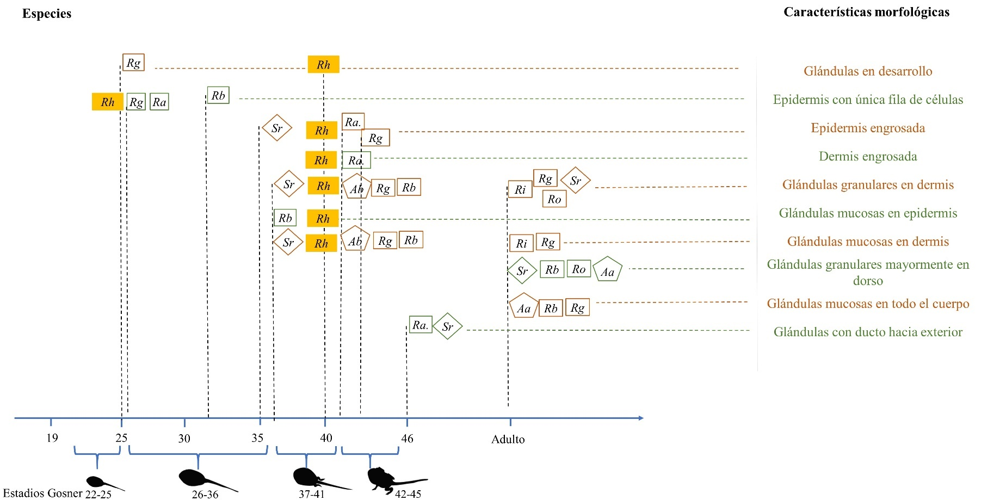 Especies
Características morfológicas
Rg
Rh
Glándulas en desarrollo
Rh
Rg
Ra
Rb
Epidermis con única fila de células
Sr
Rh
Ra.
Rg
Epidermis engrosada
Rh
Ra.
Dermis engrosada
Sr
Rh
Ab
Rg
Rb
Ri
Rg
Sr
Ro
Glándulas granulares en dermis
Rb
Rh
Glándulas mucosas en epidermis
Sr
Rh
Ab
Rg
Rb
Ri
Rg
Glándulas mucosas en dermis
Sr
Rb
Ro
Aa
Glándulas granulares mayormente en
dorso
Aa
Rb
Rg
Glándulas mucosas en todo el cuerpo
Ra.
Sr
Glándulas con ducto hacia exterior
19
25
30
35
40
46
Adulto
Estadios Gosner
22-25
26-36
37-41
42-45